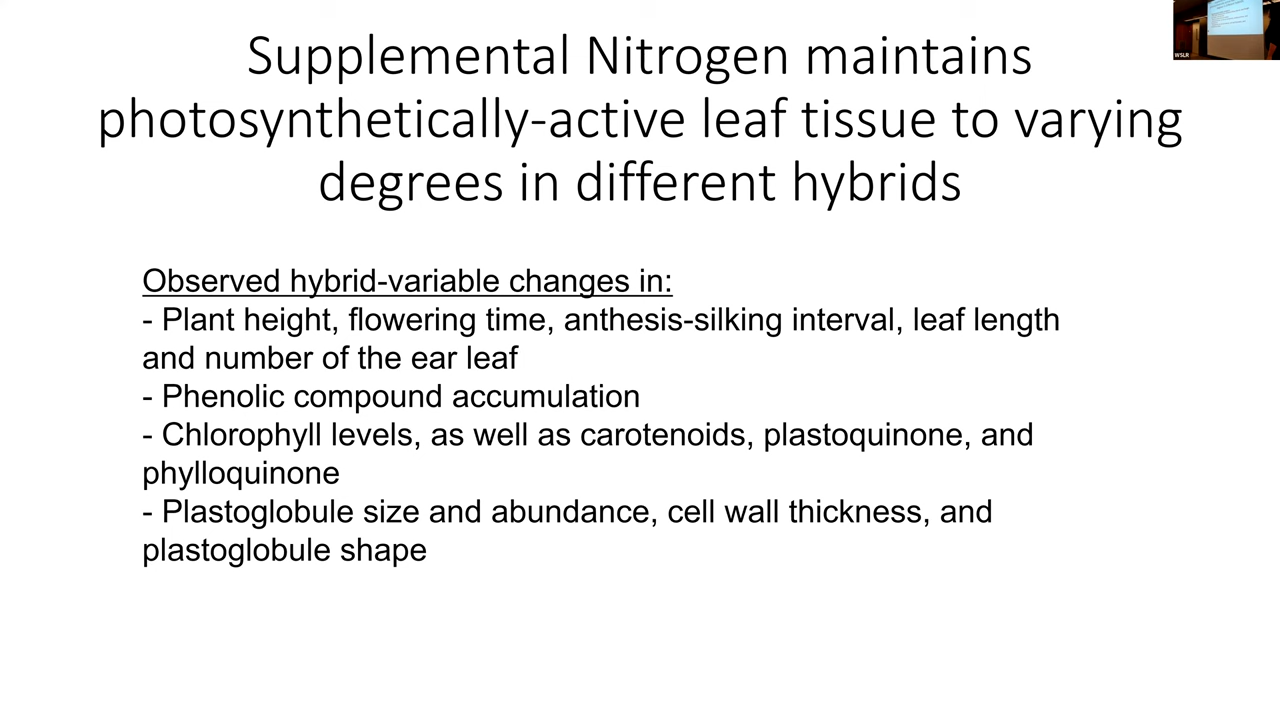 Supplemental Nitrogen maintains
photosynthetically-active leaf tissue to varying
degrees in different hybrids
Observed hybrid-variable changes in:
- Plant height, flowering time, anthesis-silking interval, leaf length
and number of the ear leaf
- Phenolic compound accumulation
- Chlorophyll levels, as well as carotenoids, plastoquinone, and
phylloquinone
- Plastoglobule size and abundance, cell wall thickness, and
plastoglobule shape
WSLR